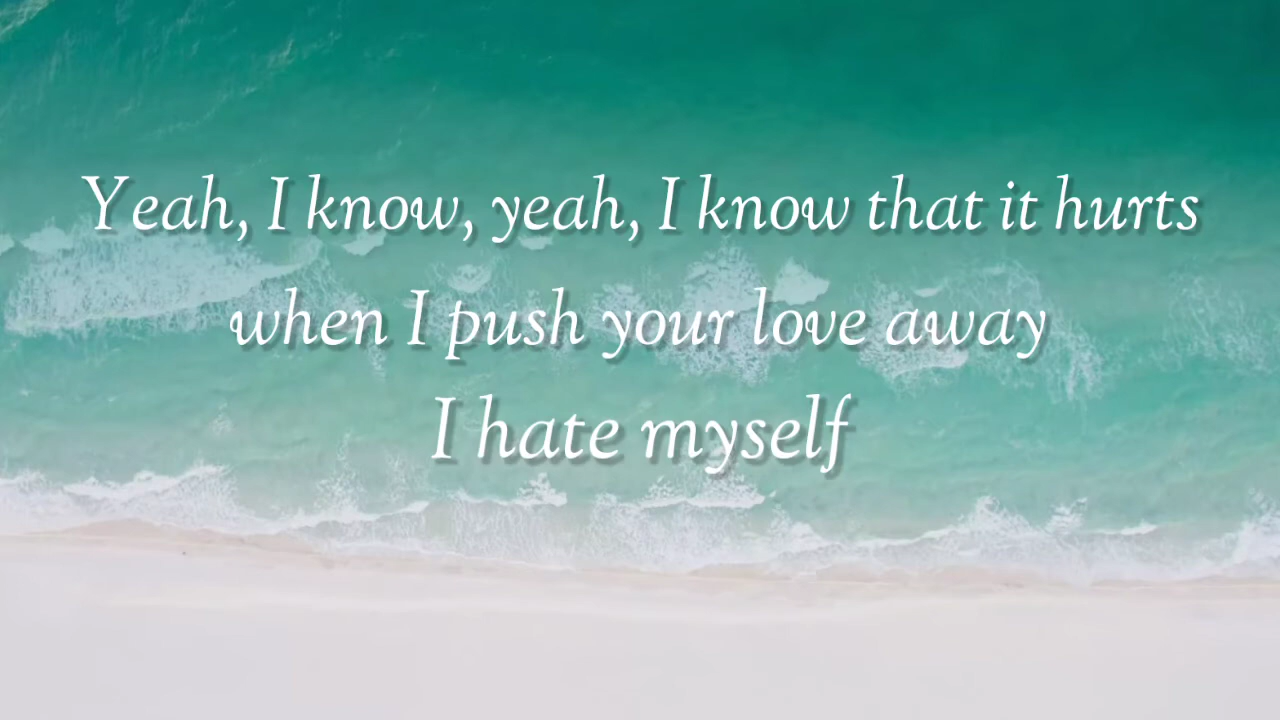 Yeah, I know, yeah, I know that it hurts
when I push your love away
I hate myself